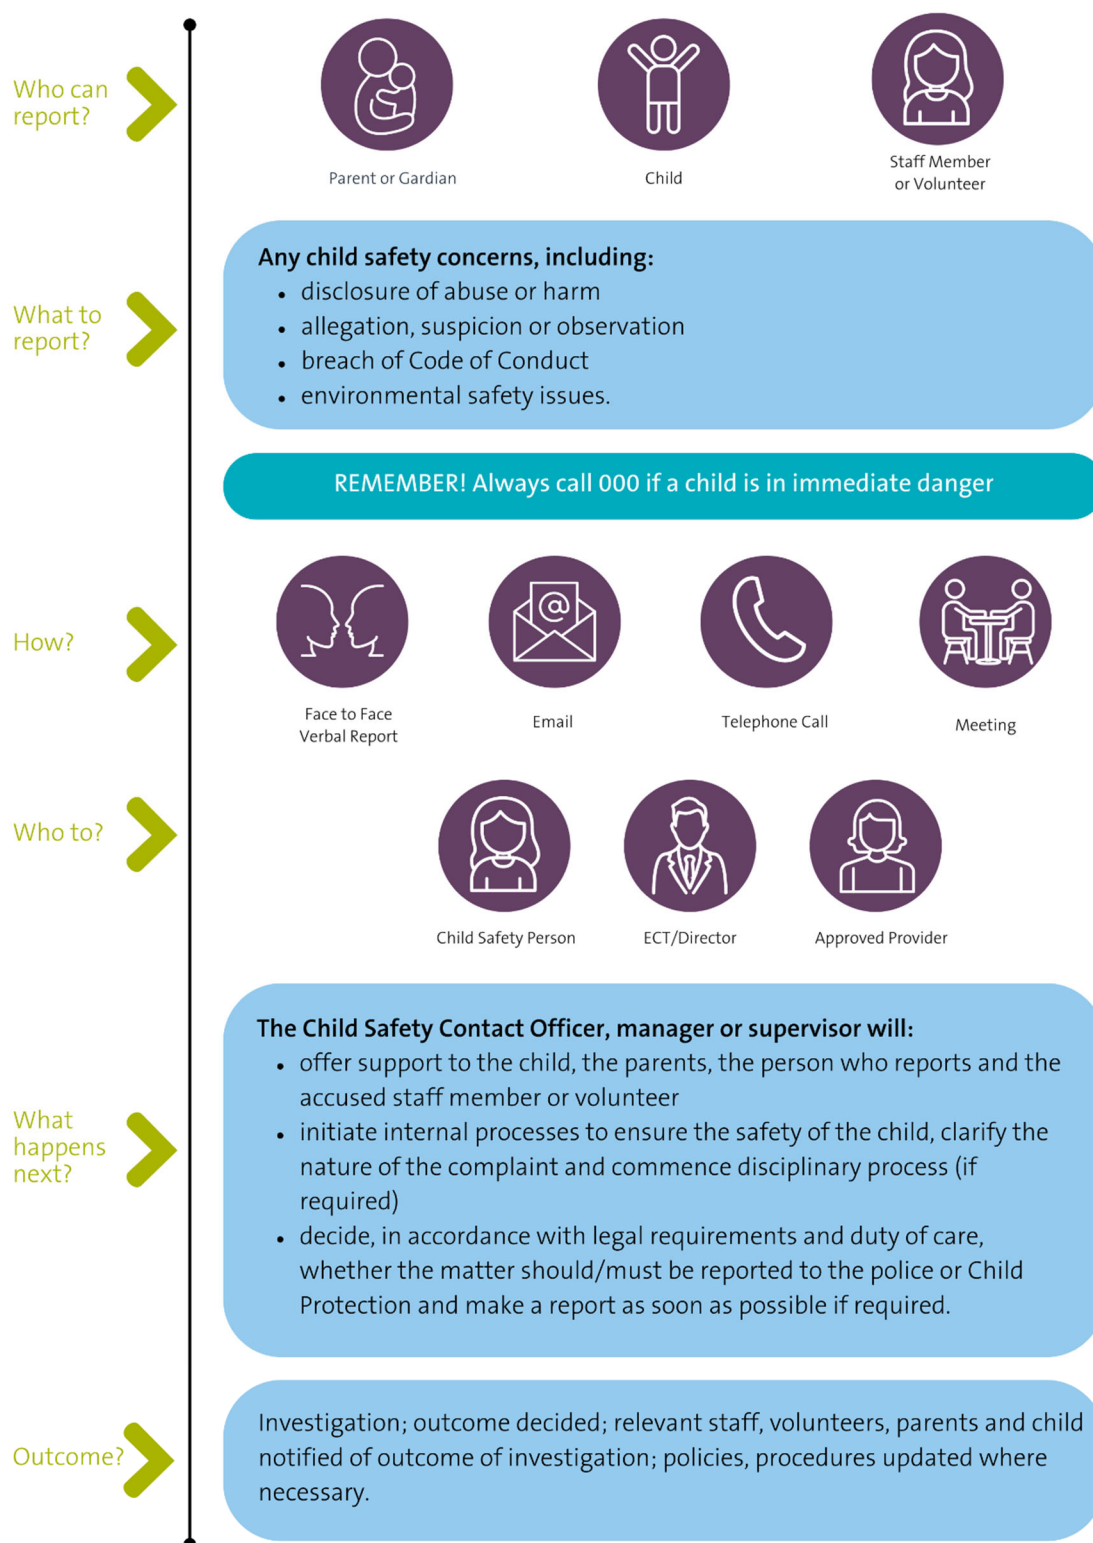 Who can
report?
Parent or Gardian
Child
Staff Member
or Volunteer
What to
report?
Any child safety concerns, including:
• disclosure of abuse or harm
• allegation, suspicion or observation
• breach of Code of Conduct
• environmental safety issues.
REMEMBER! Always call 000 if a child is in immediate danger
How?
Face to Face
Verbal Report
@
Email
Telephone Call
Meeting
Who to?
Child Safety Person
ECT/Director
Approved Provider
What
happens
next?
The Child Safety Contact Officer, manager or supervisor will:
• offer support to the child, the parents, the person who reports and the
accused staff member or volunteer
• initiate internal processes to ensure the safety of the child, clarify the
nature of the complaint and commence disciplinary process (if
required)
• decide, in accordance with legal requirements and duty of care,
whether the matter should/must be reported to the police or Child
Protection and make a report as soon as possible if required.
Outcome?
Investigation; outcome decided; relevant staff, volunteers, parents and child
notified of outcome of investigation; policies, procedures updated where
necessary.